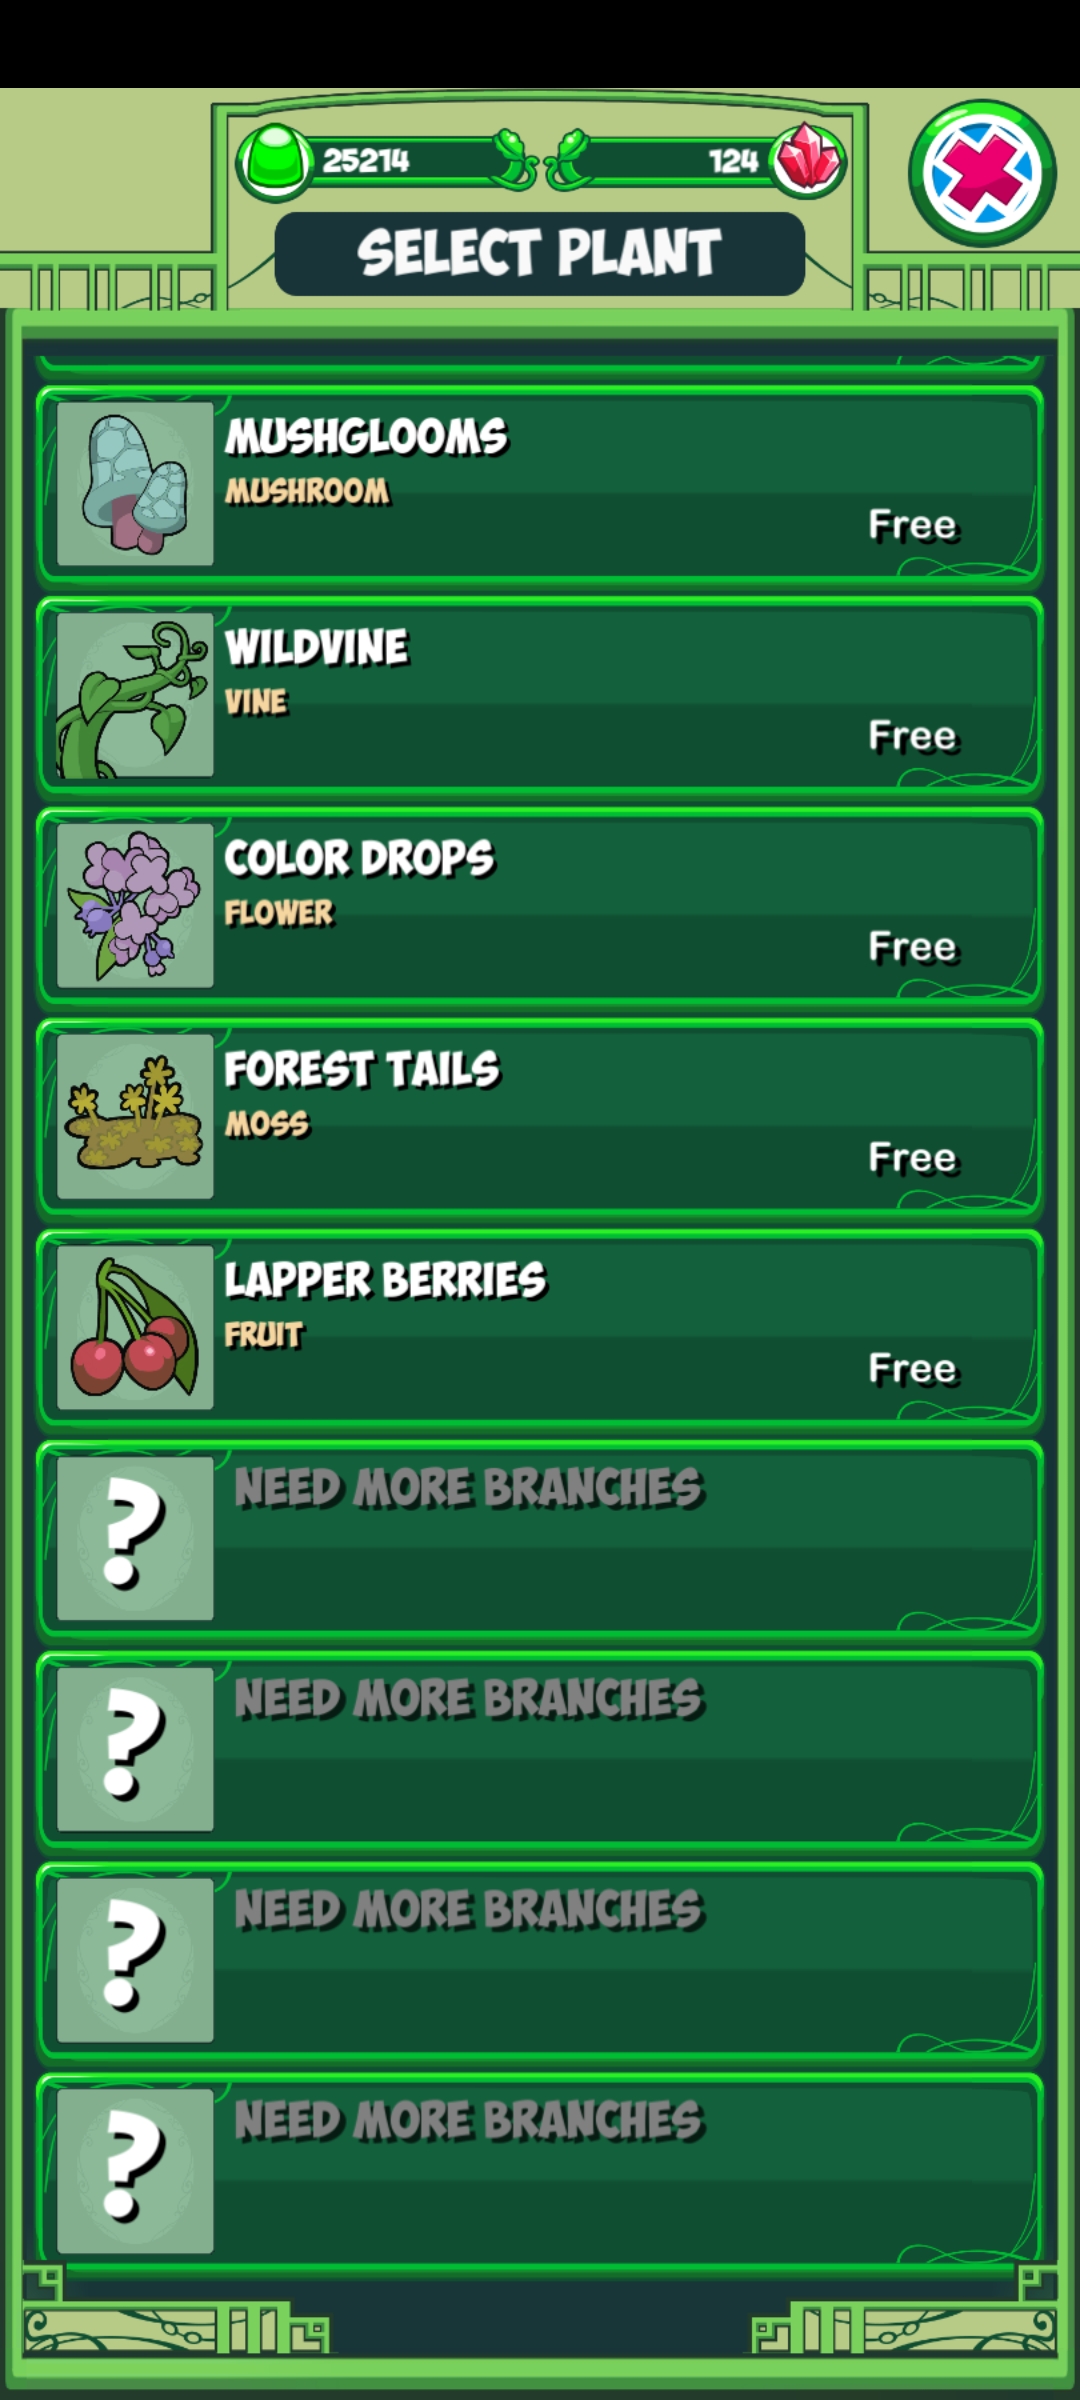 25214
124
SELECT PLANT
MUSHGLOOMS
MUSHROOM
Free
WILDVINE
VINE
Free
COLOR DROPS
FLOWER
Free
FOREST TAILS
MOSS
Free
LAPPER BERRIES
FRUIT
Free
?
NEED MORE BRANCHES
?
NEED MORE BRANCHES
?
NEED MORE BRANCHES
?
NEED MORE BRANCHES